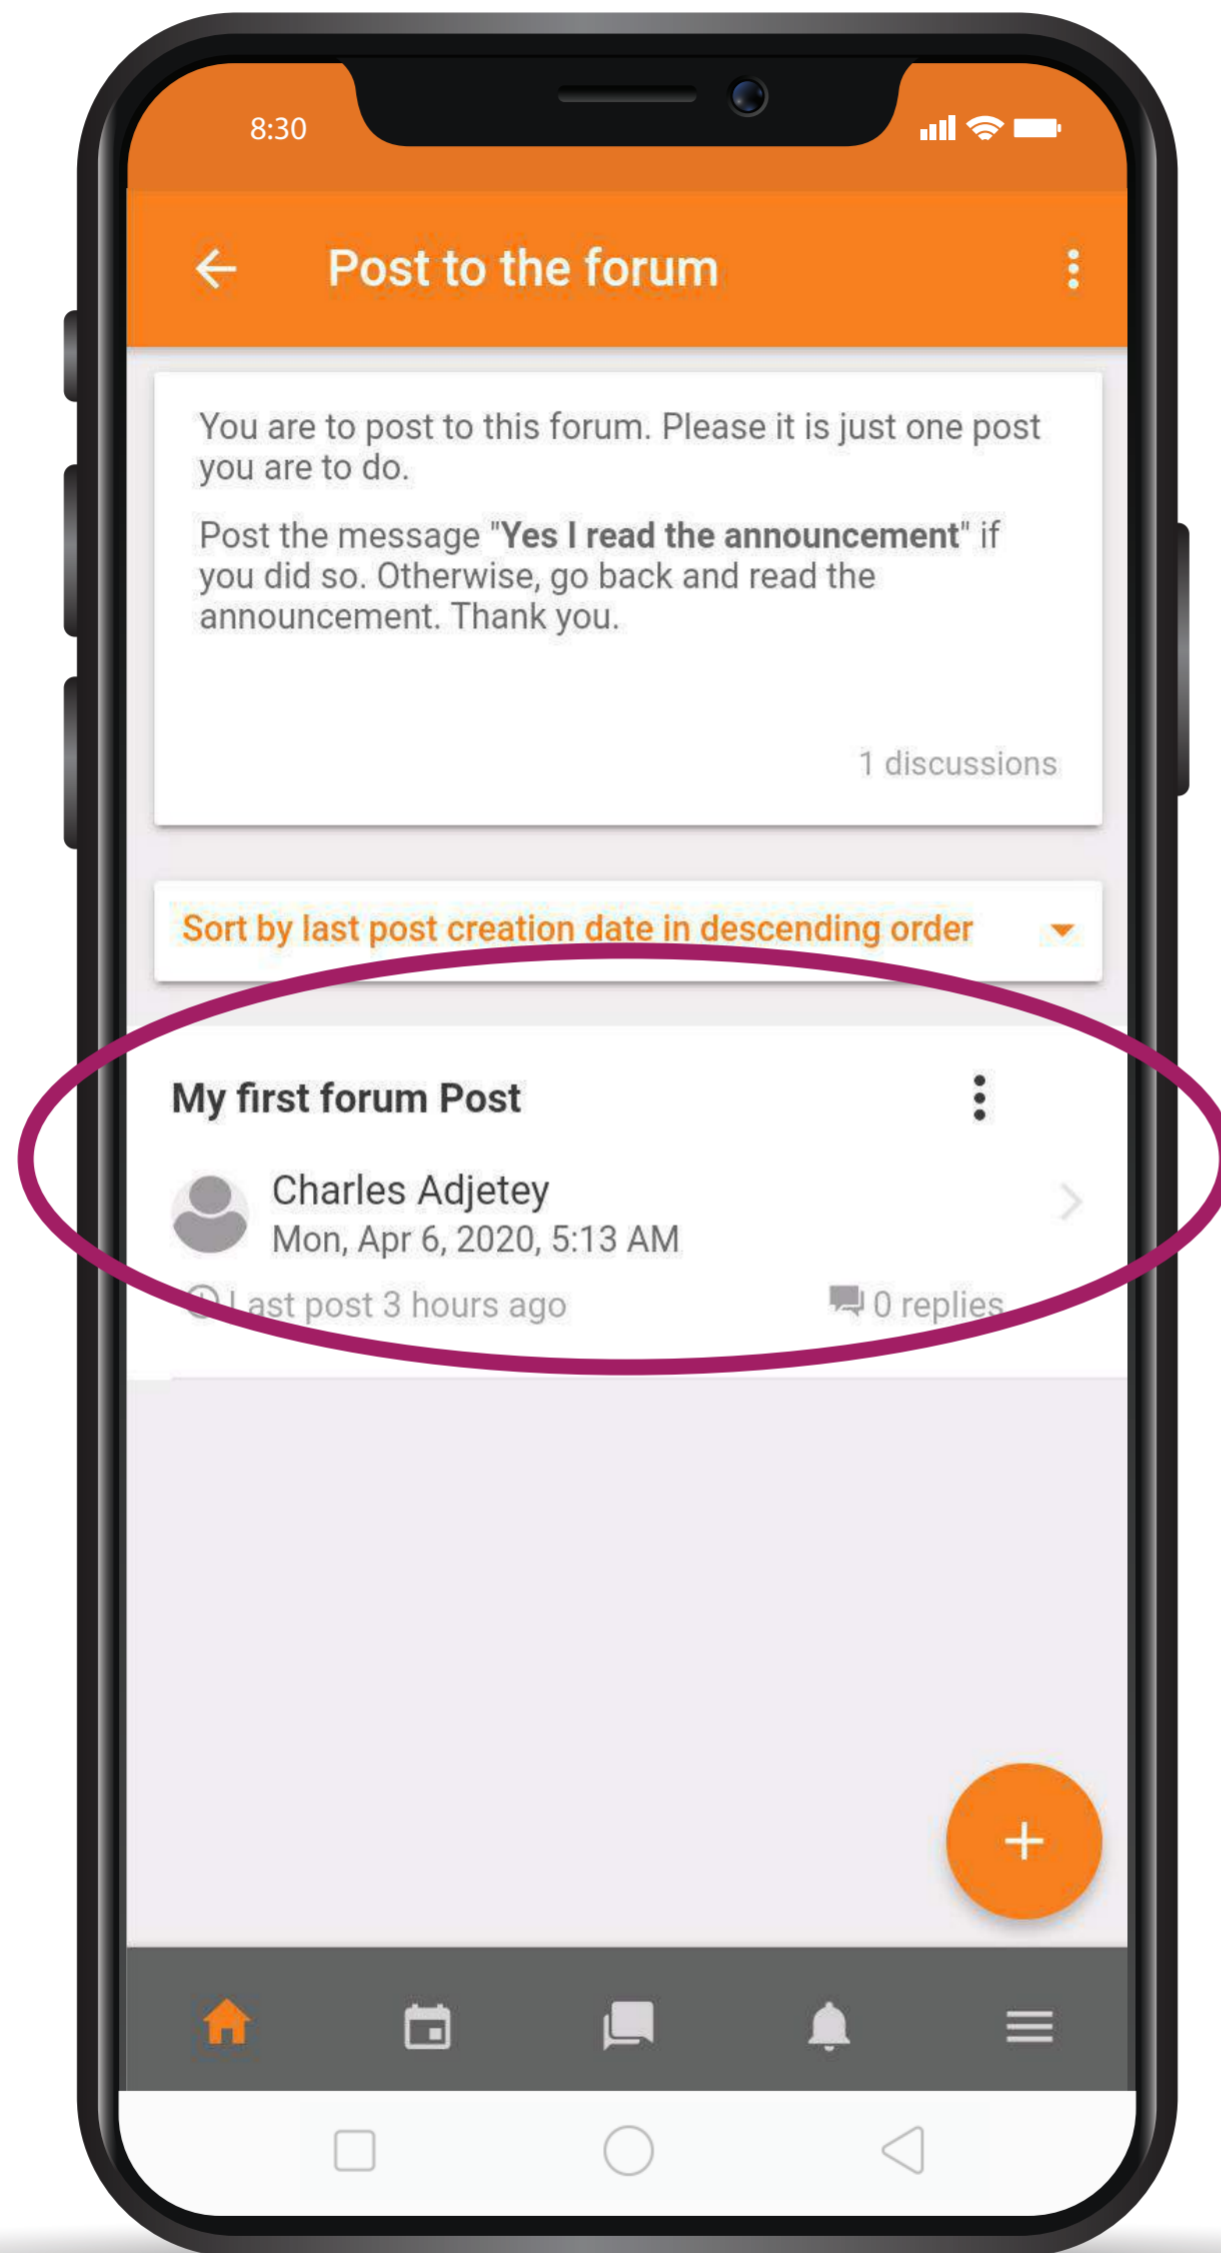 8:30
Post to the forum
You are to post to this forum. Please it is just one post
you are to do.
Post the message "Yes I read the announcement" if
you did so. Otherwise, go back and read the
announcement. Thank you.
1 discussions
Sort by last post creation date in descending order
My first forum Post
Charles Adjetey
Mon, Apr 6, 2020, 5:13 AM
Last post 3 hours ago
0 replies